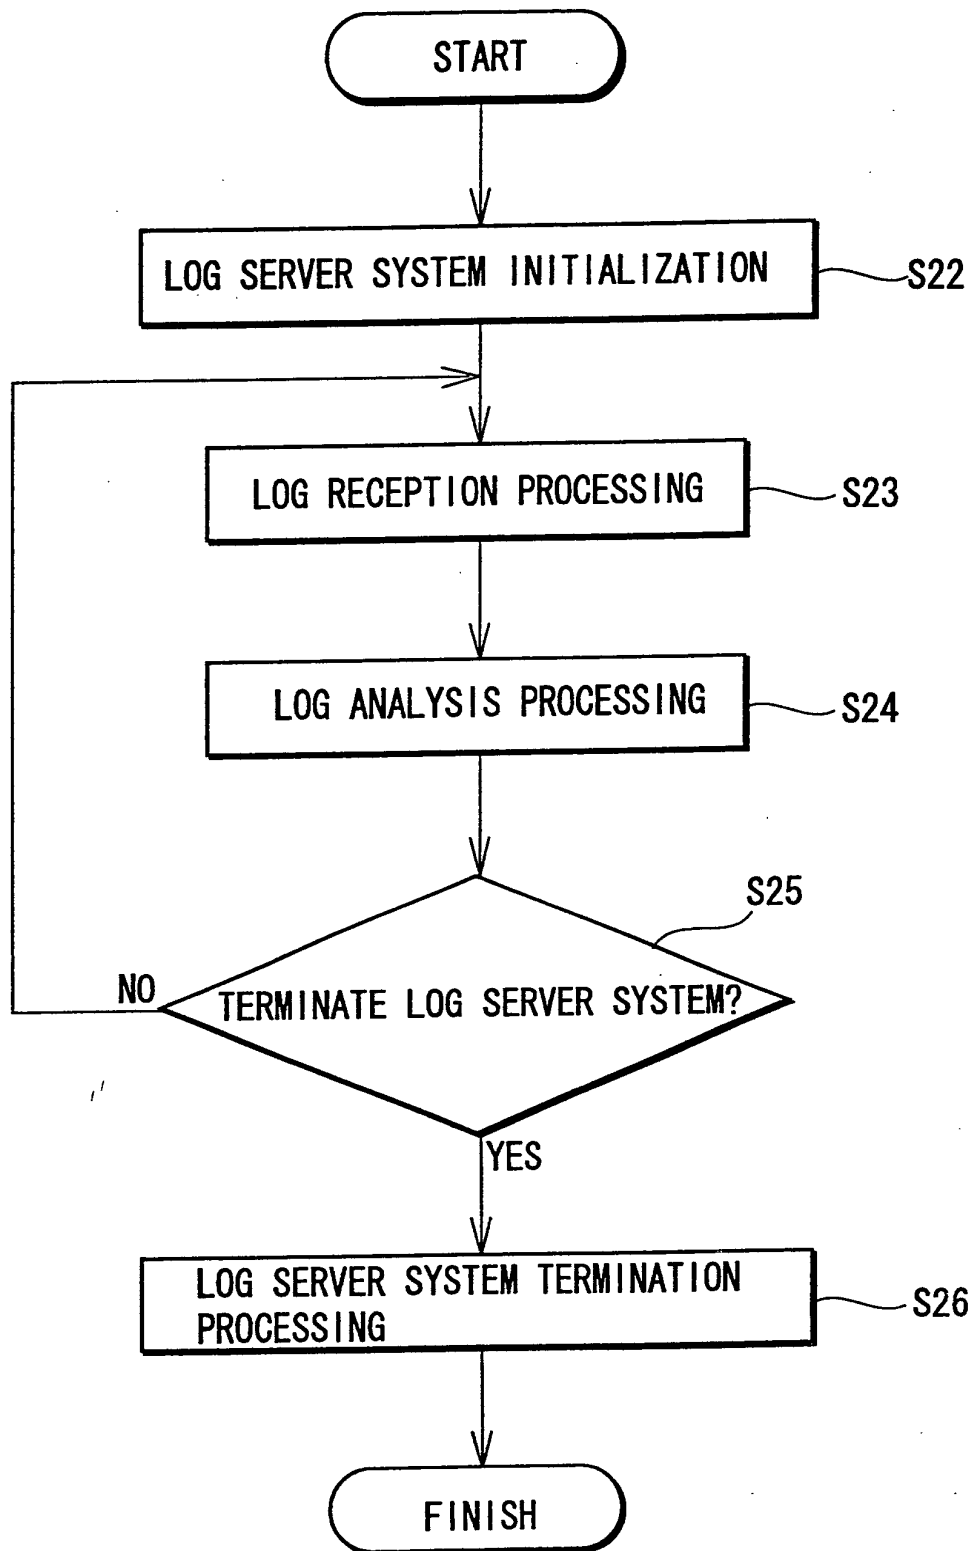 START
LOG SERVER SYSTEM INITIALIZATION
S22
LOG RECEPTION PROCESSING
S23
LOG ANALYSIS PROCESSING
S24
S25
NO
TERMINATE LOG SERVER SYSTEM?
YES
LOG SERVER SYSTEM TERMINATION
PROCESSING
S26
FINISH